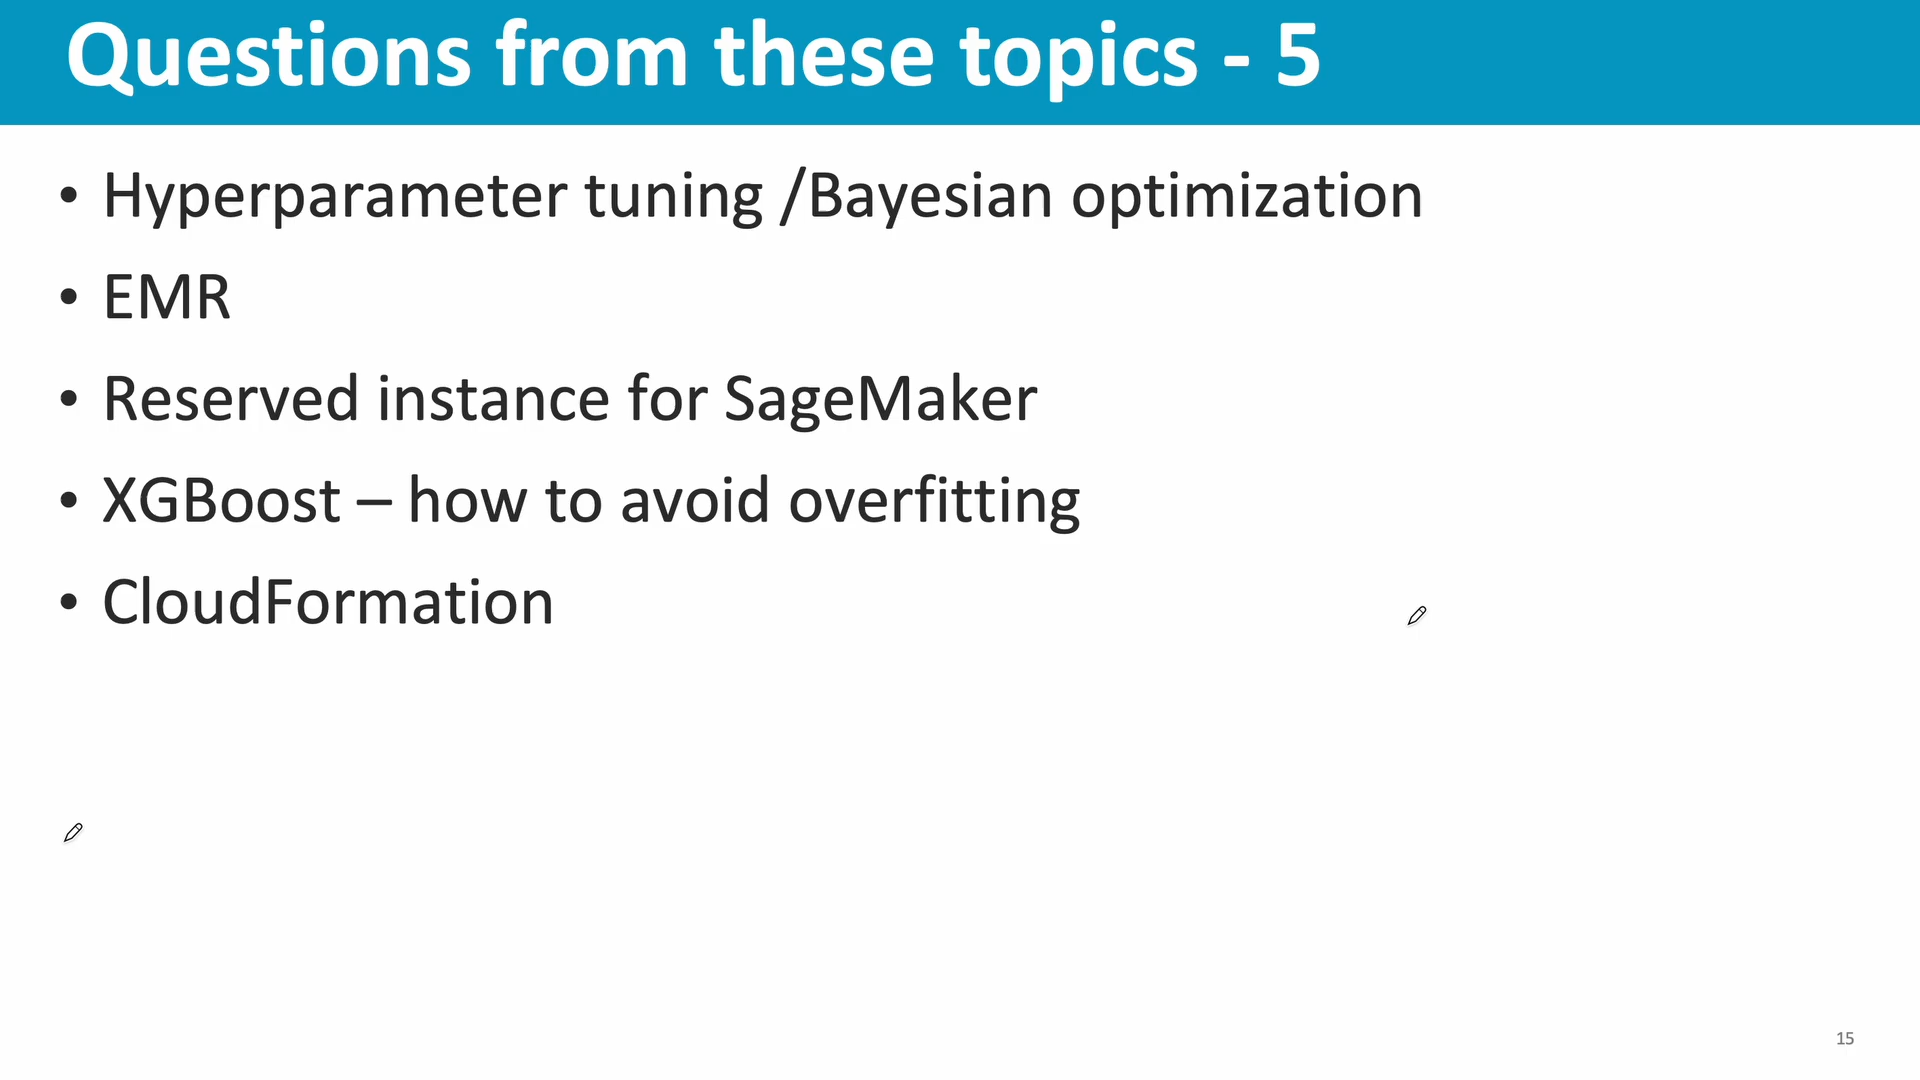 Questions from these topics - 5
• Hyperparameter tuning /Bayesian optimization
• EMR
• Reserved instance for SageMaker
• XGBoost – how to avoid overfitting
• CloudFormation
15